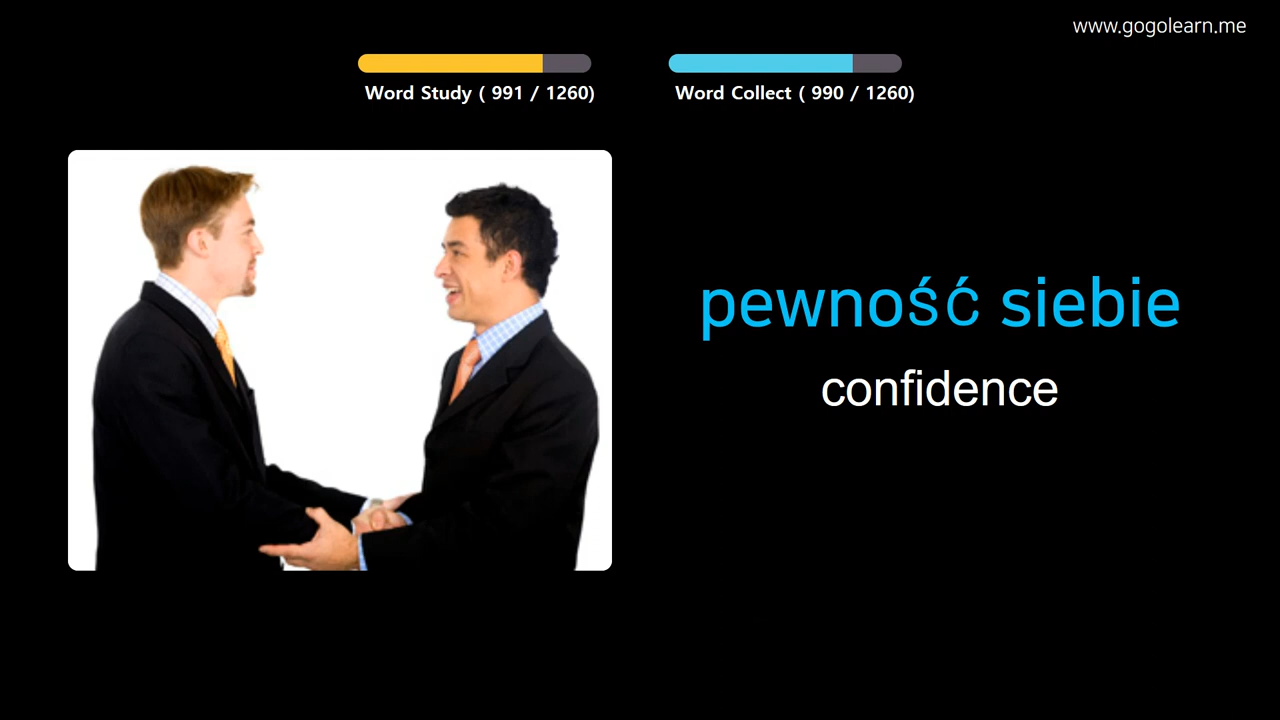 www.gogolearn.me
Word Study ( 991 / 1260)
Word Collect ( 990 / 1260)
pewność siebie
confidence